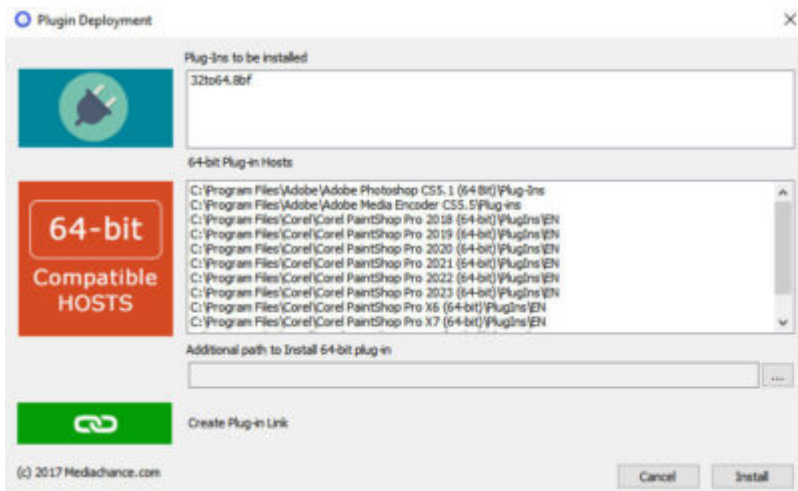 Plugin Deployment
Plug-Ins to be installed
32to64.8bf
64-bit Plug-in Hosts
C:\Program Files\Adobe\Adobe Photoshop CS5.1 (64 Bit)\Plug-Ins
C:\Program Files\Adobe\Adobe Media Encoder CS5.5\Plug-ins
C:\Program Files\Corel\Corel PaintShop Pro 2018 (64-bit)\PlugIns\EN
C:\Program Files\Corel\Corel PaintShop Pro 2019 (64-bit)\PlugIns\EN
C:\Program Files\Corel\Corel PaintShop Pro 2020 (64-bit)\PlugIns\EN
C:\Program Files\Corel\Corel PaintShop Pro 2021 (64-bit)\PlugIns\EN
C:\Program Files\Corel\Corel PaintShop Pro 2022 (64-bit)\PlugIns\EN
C:\Program Files\Corel\Corel PaintShop Pro 2023 (64-bit)\PlugIns\EN
C:\Program Files\Corel\Corel PaintShop Pro X6 (64-bit)\PlugIns\EN
C:\Program Files\Corel\Corel PaintShop Pro X7 (64-bit)\PlugIns\EN
64-bit
Compatible
HOSTS
Additional path to Install 64-bit plug-in
...
Create Plug-in Link
(c) 2017 Mediachance.com
Cancel
Install